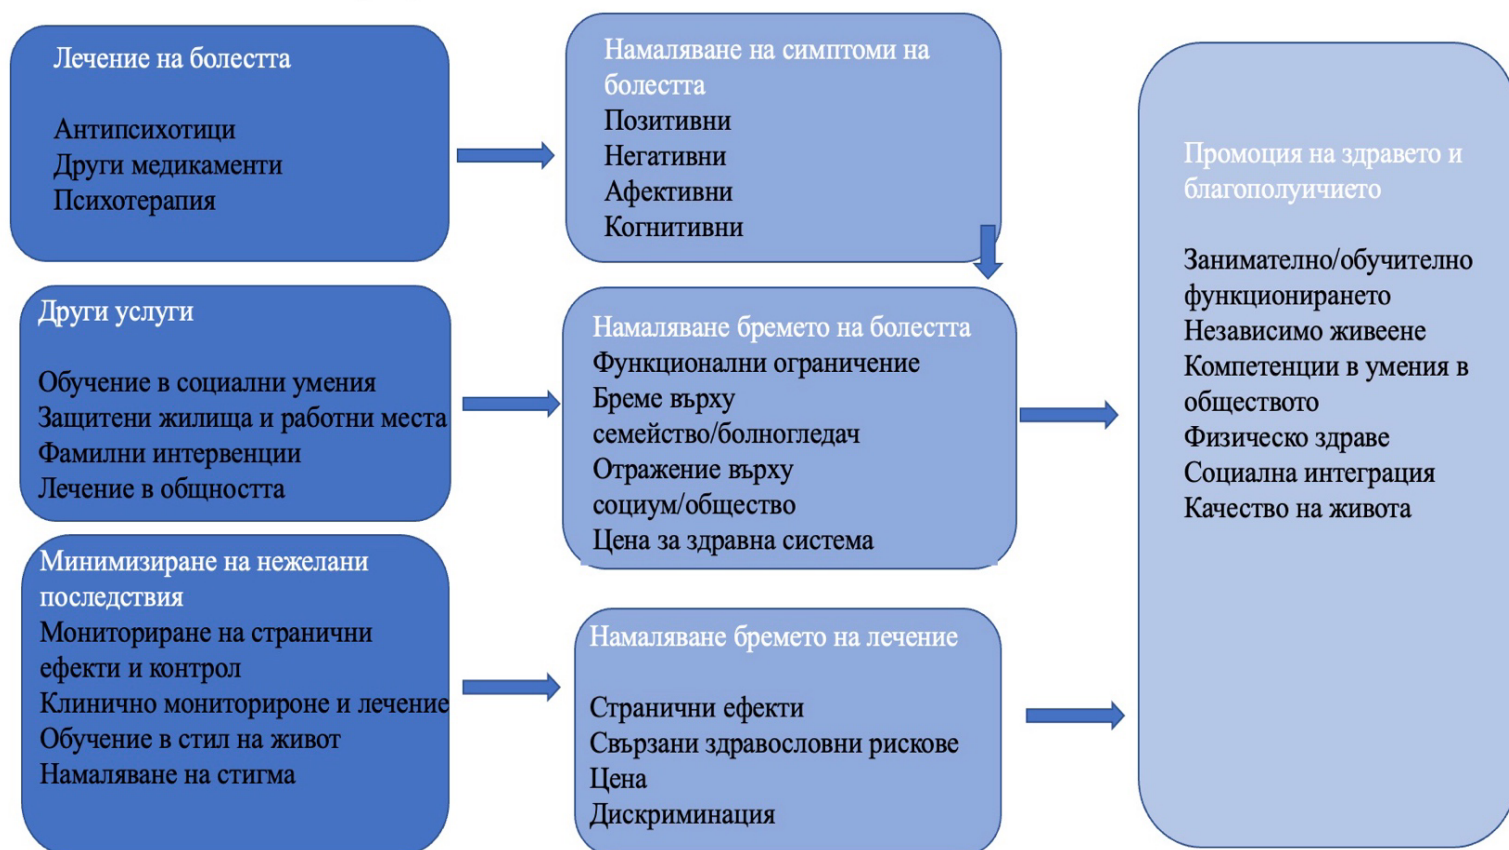 Лечение на болестта
Антипсихотици
Други медикаменти
Психотерапия
Намаляване на симптоми на
болестта
Позитивни
Негативни
Афективни
Когнитивни
Други услуги
Обучение в социални умения
Защитени жилища и работни места
Фамилни интервенции
Лечение в общността
Намаляване бремето на болестта
Функционални ограничение
Бреме върху
семейство/болногледач
Отражение върху
социум/общество
Цена за здравна система
Минимизиране на нежелани
последствия
Мониториране на странични
ефекти и контрол
Клинично мониторироне и лечение
Обучение в стил на живот
Намаляване на стигма
Намаляване бремето на лечение
Странични ефекти
Свързани здравословни рискове
Цена
Дискриминация
Промоция на здравето и
благополуичието
Занимателно/обучително
функционирането
Независимо живеене
Компетенции в умения в
обществото
Физическо здраве
Социална интеграция
Качество на живота